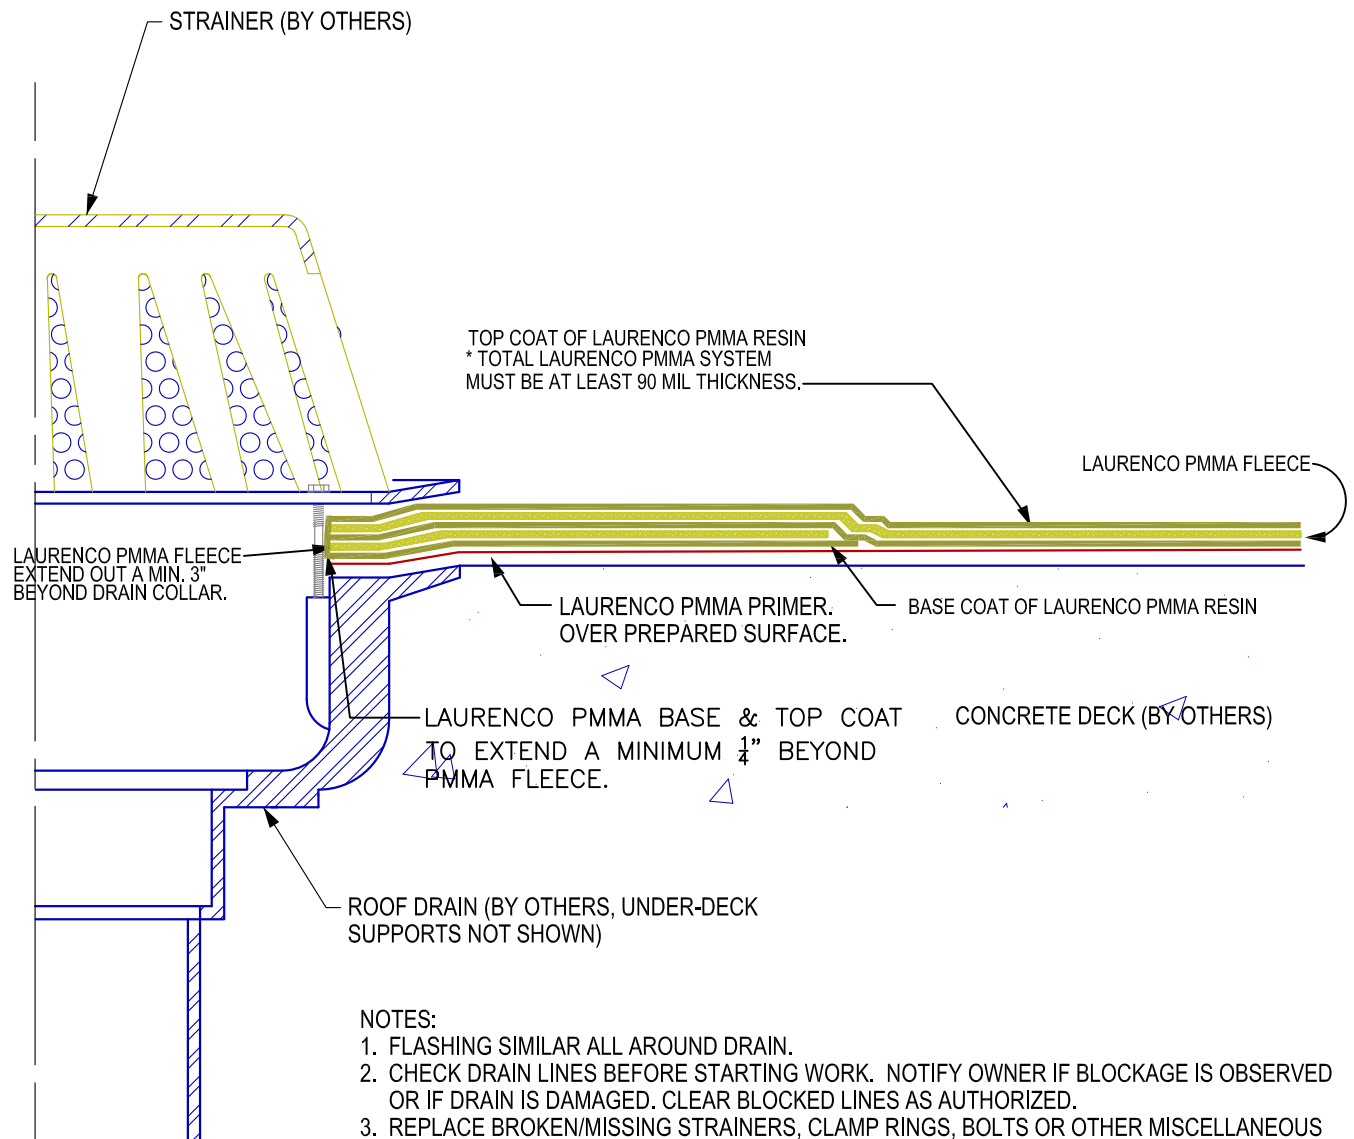 STRAINER (BY OTHERS)
TOP COAT OF LAURENCO PMMA RESIN
* TOTAL LAURENCO PMMA SYSTEM
MUST BE AT LEAST 90 MIL THICKNESS.
LAURENCO PMMA FLEECE
LAURENCO PMMA FLEECE
EXTEND OUT A MIN. 3"
BEYOND DRAIN COLLAR.
LAURENCO PMMA PRIMER.
OVER PREPARED SURFACE.
BASE COAT OF LAURENCO PMMA RESIN
LAURENCO PMMA BASE & TOP COAT
TO EXTEND A MINIMUM 1/4" BEYOND
PMMA FLEECE.
CONCRETE DECK (BY OTHERS)
ROOF DRAIN (BY OTHERS, UNDER-DECK
SUPPORTS NOT SHOWN)
NOTES:
1. FLASHING SIMILAR ALL AROUND DRAIN.
2. CHECK DRAIN LINES BEFORE STARTING WORK. NOTIFY OWNER IF BLOCKAGE IS OBSERVED
OR IF DRAIN IS DAMAGED. CLEAR BLOCKED LINES AS AUTHORIZED.
3. REPLACE BROKEN/MISSING STRAINERS, CLAMP RINGS, BOLTS OR OTHER MISCELLANEOUS